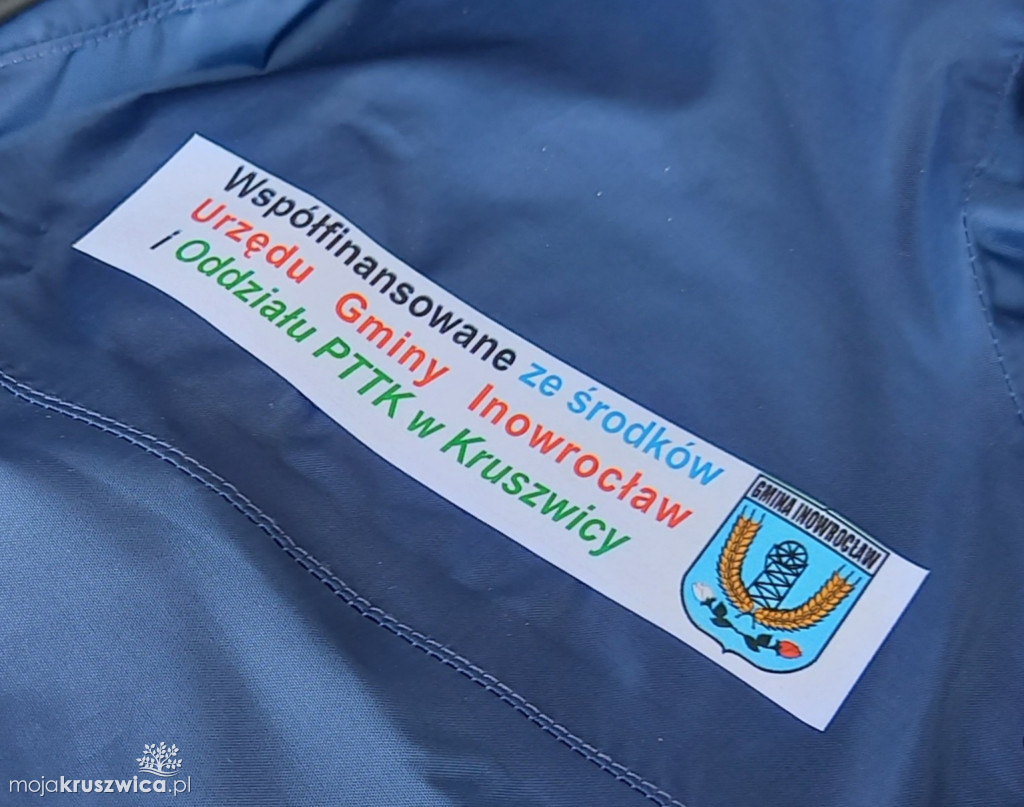 Współfinansowane ze środków
Urzędu Gminy Inowrocław
i Oddziału PTTK w Kruszwicy
GMINA INOWROCŁAW
mojakruszwica.pl